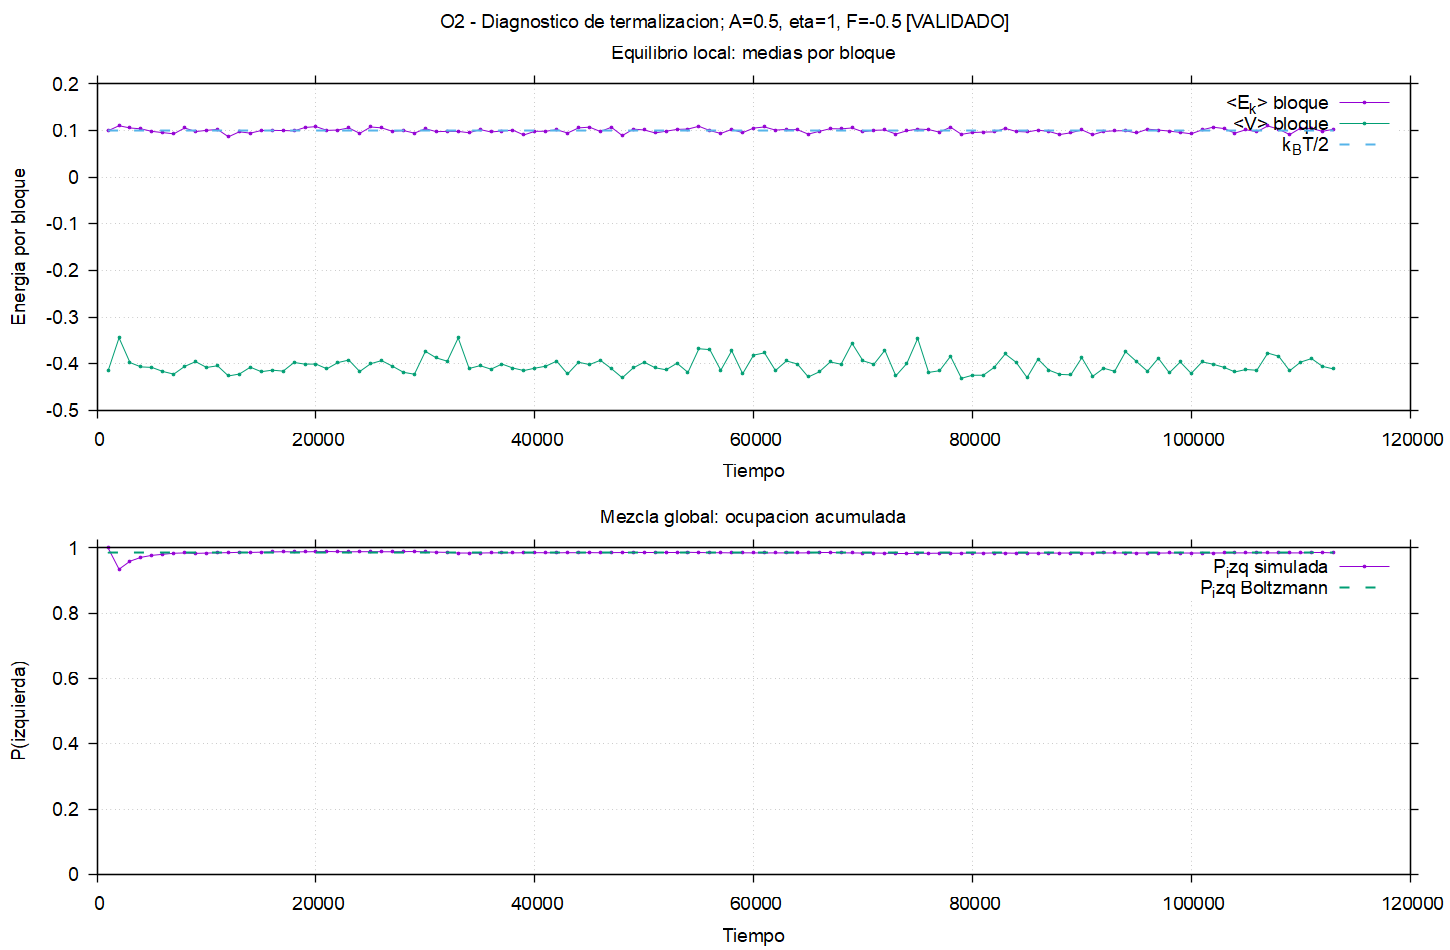 O2 - Diagnostico de termalizacion; A=0.5, eta=1, F=-0.5 [VALIDADO]
Equilibrio local: medias por bloque
0.2
0.1
0
-0.1
-0.2
-0.3
-0.4
-0.5
Energia por bloque
<Ek> bloque
<V> bloque
kBT/2
0 20000 40000 60000 80000 100000 120000
Tiempo
Mezcla global: ocupacion acumulada
1
0.8
0.6
0.4
0.2
0
P(izquierda)
Pizq simulada
Pizq Boltzmann
0 20000 40000 60000 80000 100000 120000
Tiempo